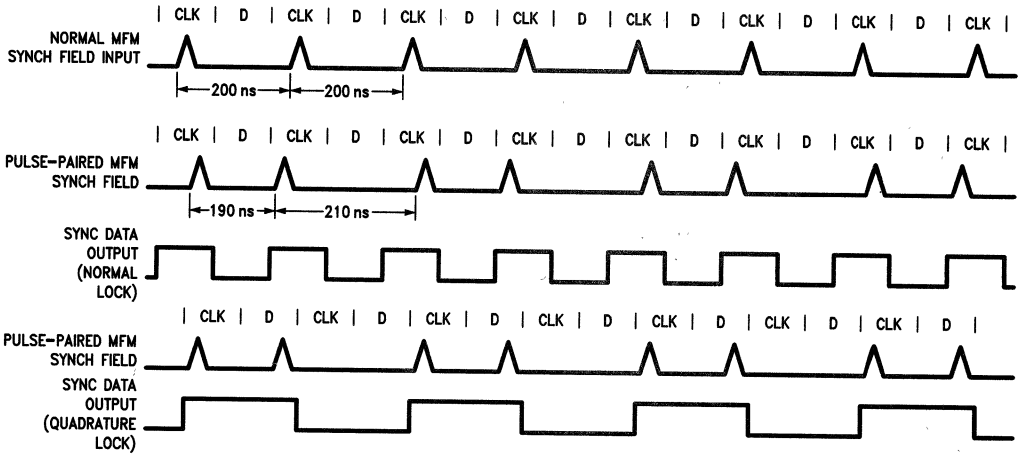 | CLK | D | CLK | D | CLK | D | CLK | D | CLK | D | CLK | D | CLK | D | CLK |
NORMAL MFM
SYNCH FIELD INPUT
200 ns
200 ns
| CLK | D | CLK | D | CLK | D | CLK | D | CLK | D | CLK | D | CLK | D | CLK |
PULSE-PAIRED MFM
SYNCH FIELD
190 ns
210 ns
SYNC DATA
OUTPUT
(NORMAL
LOCK)
| CLK | D | CLK | D | CLK | D | CLK | D | CLK | D | CLK | D | CLK | D |
PULSE-PAIRED MFM
SYNCH FIELD
SYNC DATA
OUTPUT
(QUADRATURE
LOCK)